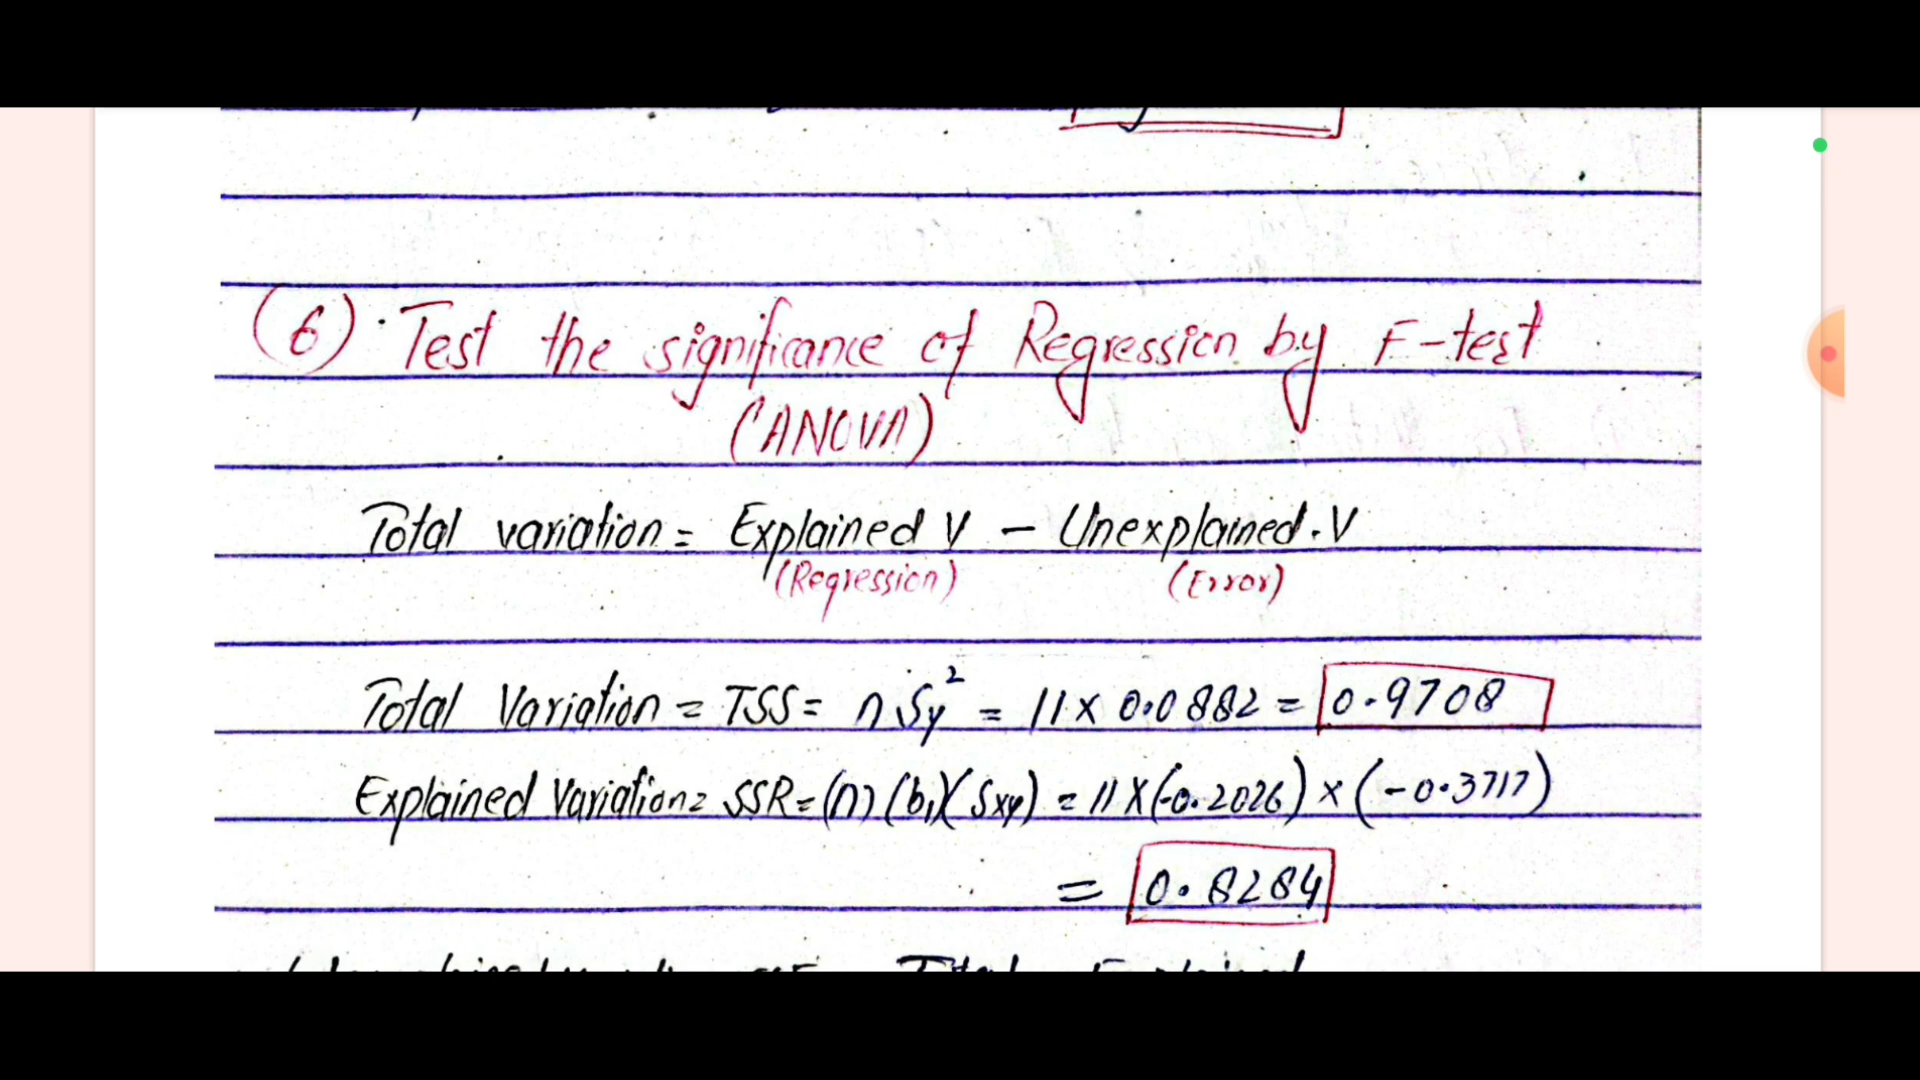 (6) Test the significance of Regression by F-test
(ANOVA)
Total variation = Explained V - Unexplained.V
(Regression) (Error)
Total Variation = TSS = n Sy² = 11 x 0.0882 = 0.9708
Explained Variation = SSR = (n) (b₁)(Sxy) = 11 x (-0.2026) x (-0.3717)
= 0.8284